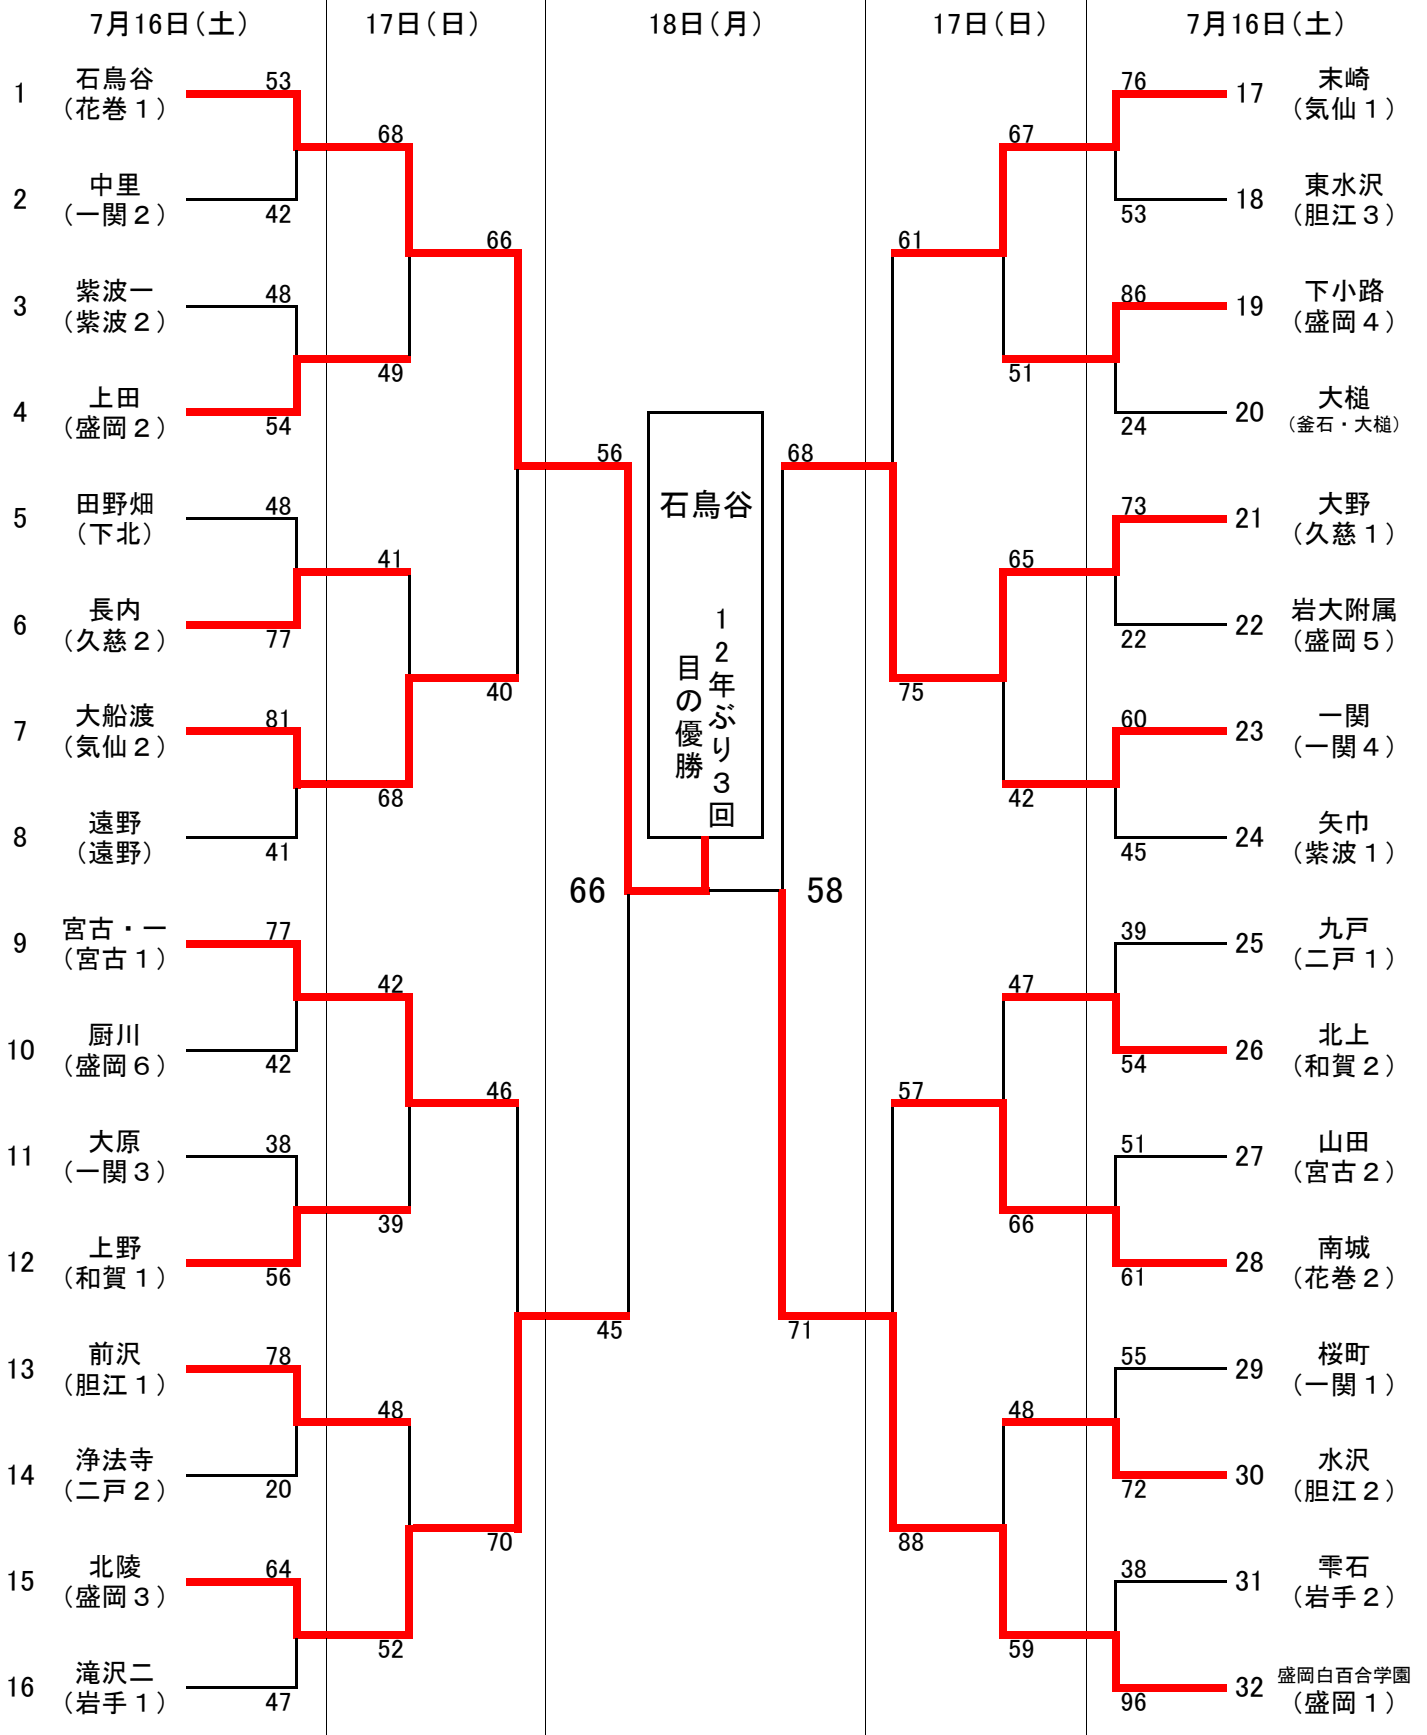 7月16日（土）
17日（日）
18日（月）
17日（日）
7月16日（土）
1
石鳥谷
（花巻１）
53
68
2
中里
（一関２）
42
66
3
紫波一
（紫波２）
48
49
4
上田
（盛岡２）
54
56
5
田野畑
（下北）
48
41
6
長内
（久慈２）
77
40
7
大船渡
（気仙２）
81
68
8
遠野
（遠野）
41
66
9
宮古・一
（宮古１）
77
42
10
厨川
（盛岡６）
42
46
11
大原
（一関３）
38
39
12
上野
（和賀１）
56
45
13
前沢
（胆江１）
78
48
14
浄法寺
（二戸２）
20
70
15
北陵
（盛岡３）
64
52
16
滝沢二
（岩手１）
47
石鳥谷
１２年ぶり３回
目の優勝
76
17
末崎
（気仙１）
67
53
18
東水沢
（胆江３）
61
86
19
下小路
（盛岡４）
51
24
20
大槌
（釜石・大槌）
68
73
21
大野
（久慈１）
65
22
22
岩大附属
（盛岡５）
75
60
23
一関
（一関４）
42
45
24
矢巾
（紫波１）
58
39
25
九戸
（二戸１）
47
54
26
北上
（和賀２）
57
51
27
山田
（宮古２）
66
61
28
南城
（花巻２）
71
55
29
桜町
（一関１）
48
72
30
水沢
（胆江２）
88
38
31
雫石
（岩手２）
59
96
32
盛岡白百合学園
（盛岡１）